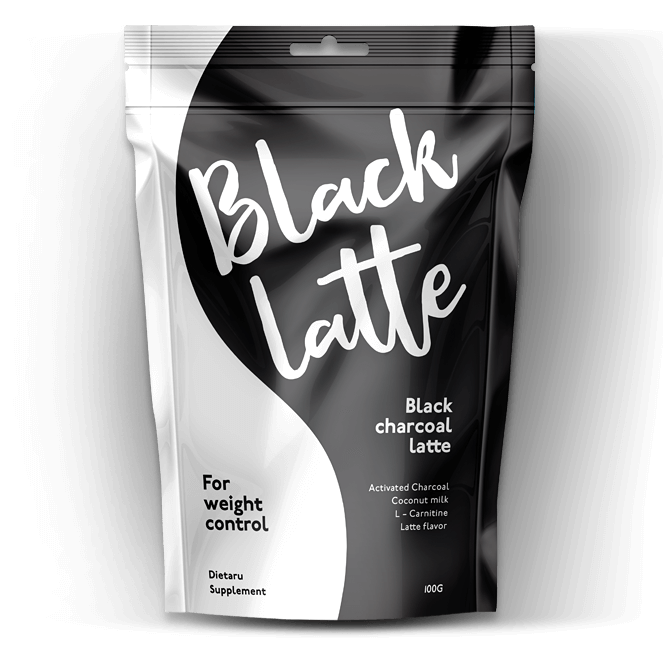 Black
latte
Black
charcoal
latte
Activated Charcoal
Coconut milk
L - Carnitine
Latte flavor
For
weight
control
Dietaru
Supplement
100G